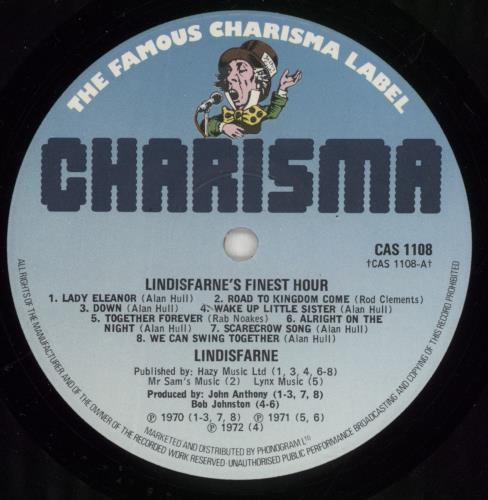 THE FAMOUS CHARISMA LABEL
CHARISMA
CAS 1108
†CAS 1108-A†
LINDISFARNE'S FINEST HOUR
1. LADY ELEANOR (Alan Hull) 2. ROAD TO KINGDOM COME (Rod Clements)
3. DOWN (Alan Hull) 4. WAKE UP LITTLE SISTER (Alan Hull)
5. TOGETHER FOREVER (Rab Noakes) 6. ALRIGHT ON THE
NIGHT (Alan Hull) 7. SCARECROW SONG (Alan Hull)
8. WE CAN SWING TOGETHER (Alan Hull)
LINDISFARNE
Published by: Hazy Music Ltd (1, 3, 4, 6-8)
Mr Sam's Music (2) Lynx Music (5)
Produced by: John Anthony (1-3, 7, 8)
Bob Johnston (4-6)
℗ 1970 (1-3, 7, 8) ℗ 1971 (5, 6)
℗ 1972 (4)
MARKETED AND DISTRIBUTED BY PHONOGRAM LTD
ALL RIGHTS OF THE MANUFACTURER AND OF THE OWNER OF THE RECORDED WORK RESERVED · UNAUTHORISED PUBLIC PERFORMANCE BROADCASTING AND COPYING OF THIS RECORD PROHIBITED